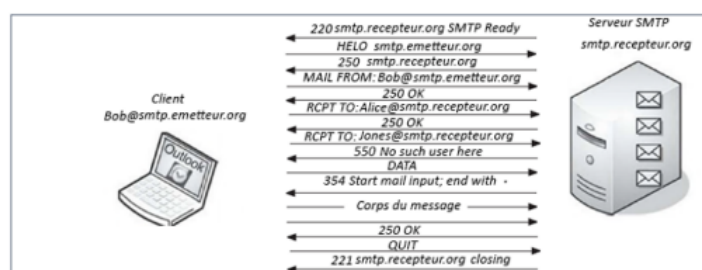 220 smtp.recepteur.org SMTP Ready
HELO smtp.emetteur.org
250 smtp.recepteur.org
MAIL FROM: Bob@smtp.emetteur.org
250 OK
RCPT TO:Alice@smtp.recepteur.org
250 OK
RCPT TO: Jones@smtp.recepteur.org
550 No such user here
DATA
354 Start mail input; end with -
Corps du message
250 OK
QUIT
221 smtp.recepteur.org closing
Client
Bob@smtp.emetteur.org
Outlook
Serveur SMTP
smtp.recepteur.org